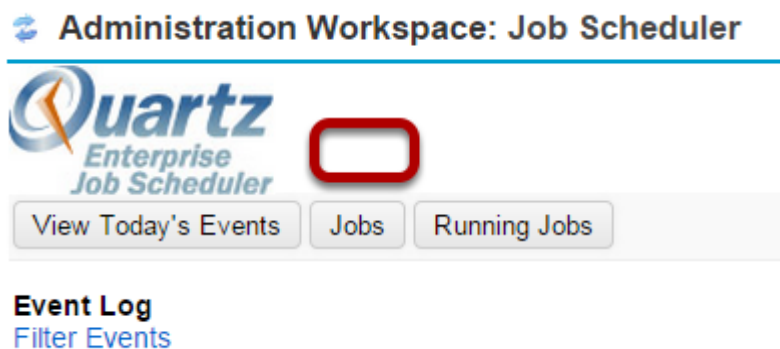 Administration Workspace: Job Scheduler
Quartz
Enterprise
Job Scheduler
View Today's Events Jobs Running Jobs
Event Log
Filter Events